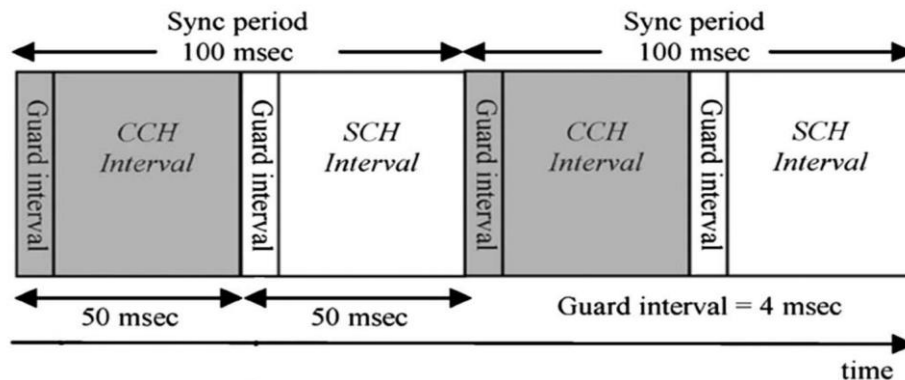 Sync period
100 msec
Sync period
100 msec
Guard interval
CCH
Interval
Guard interval
SCH
Interval
Guard interval
CCH
Interval
Guard interval
SCH
Interval
50 msec
50 msec
Guard interval = 4 msec
time